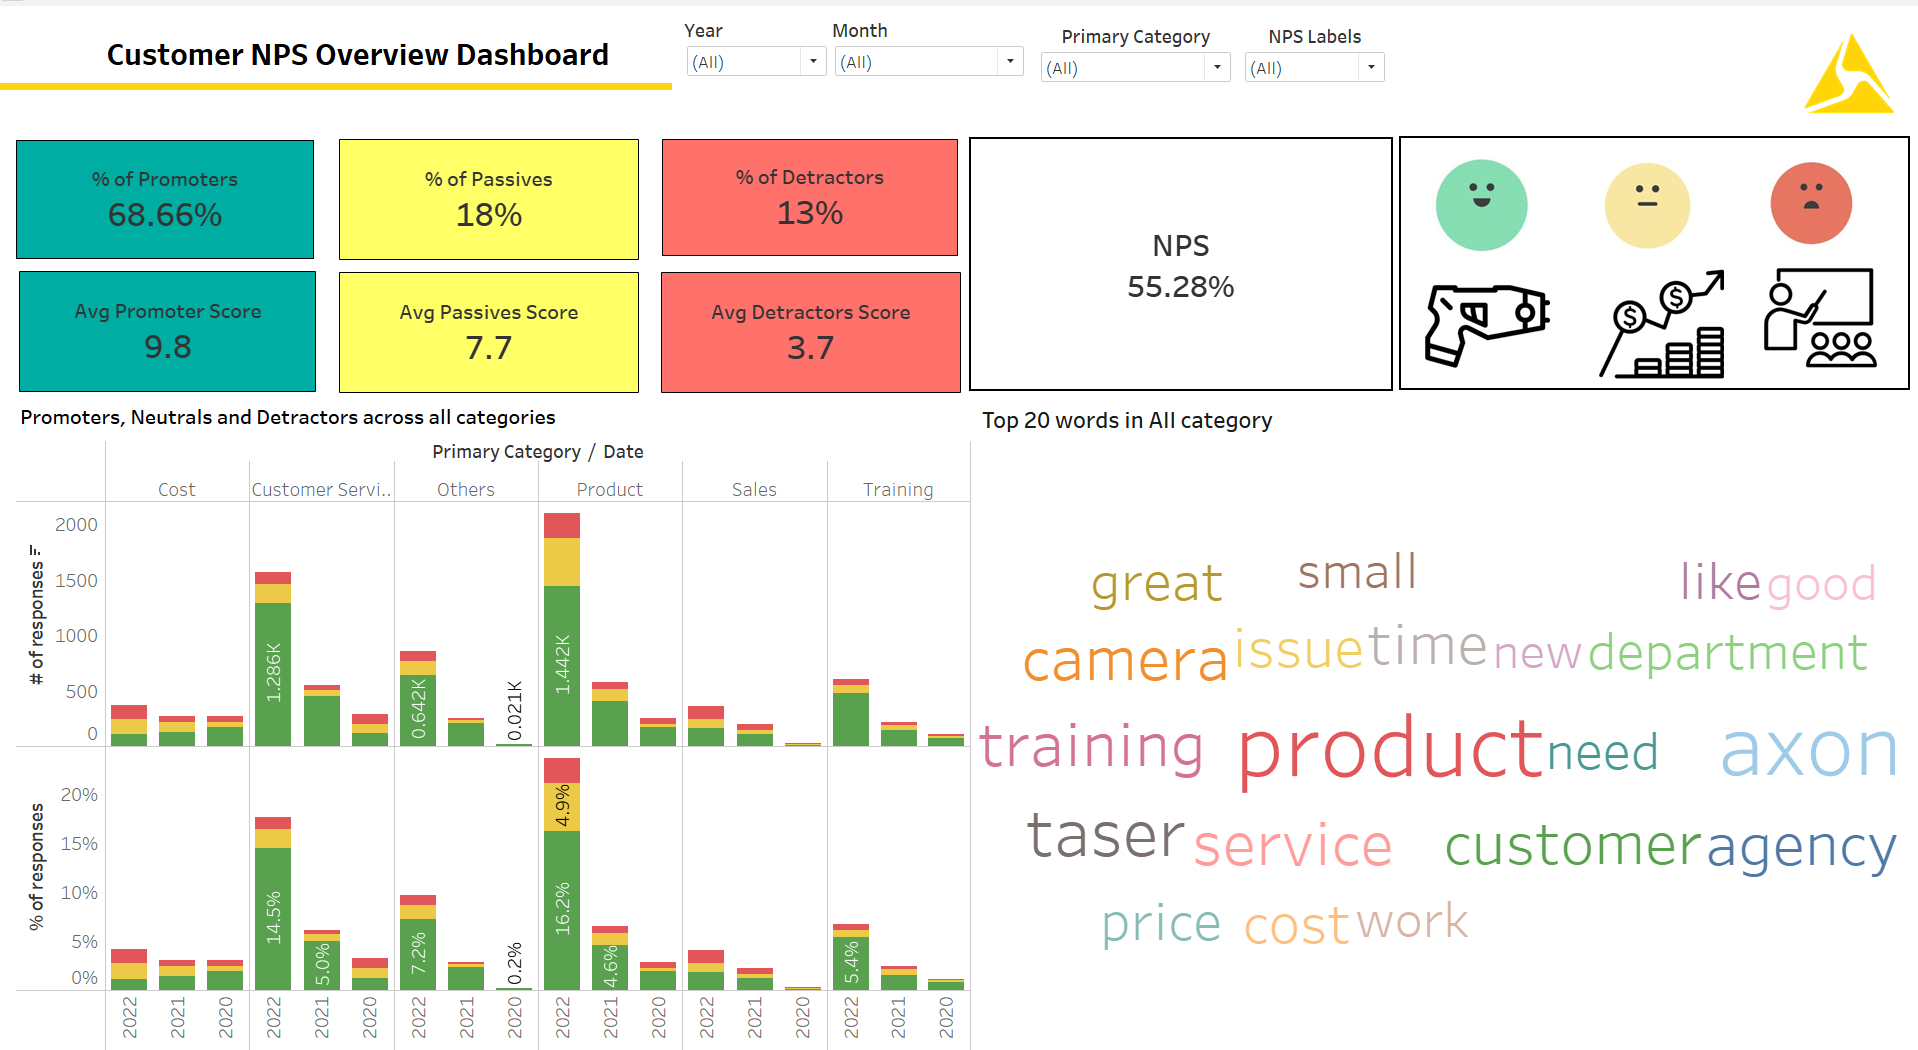 Customer NPS Overview Dashboard
Year
Month
Primary Category
NPS Labels
(All)
(All)
(All)
(All)
% of Promoters
68.66%
% of Passives
18%
% of Detractors
13%
Avg Promoter Score
9.8
Avg Passives Score
7.7
Avg Detractors Score
3.7
NPS
55.28%
$
$
Promoters, Neutrals and Detractors across all categories
Primary Category / Date
Cost
Customer Servi..
Others
Product
Sales
Training
# of responses
2000
1500
1000
500
0
1.286K
0.642K
0.021K
1.442K
% of responses
20%
15%
10%
5%
0%
14.5%
5.0%
7.2%
0.2%
4.9%
16.2%
4.6%
5.4%
2022
2021
2020
2022
2021
2020
2022
2021
2020
2022
2021
2020
2022
2021
2020
2022
2021
2020
Top 20 words in All category
great
small
like
good
camera
issue
time
new
department
training
product
need
axon
taser
service
customer
agency
price
cost
work